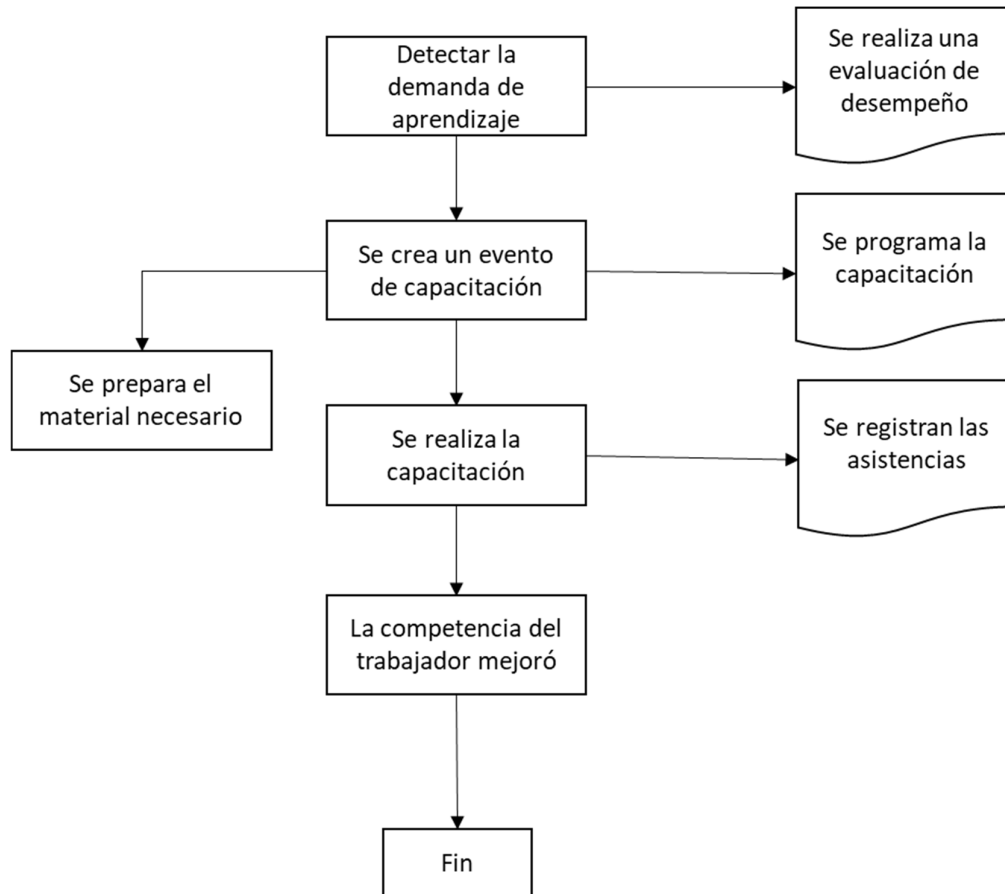 Detectar la
demanda de
aprendizaje
Se realiza una
evaluación de
desempeño
Se crea un evento
de capacitación
Se programa la
capacitación
Se prepara el
material necesario
Se realiza la
capacitación
Se registran las
asistencias
La competencia del
trabajador mejoró
Fin